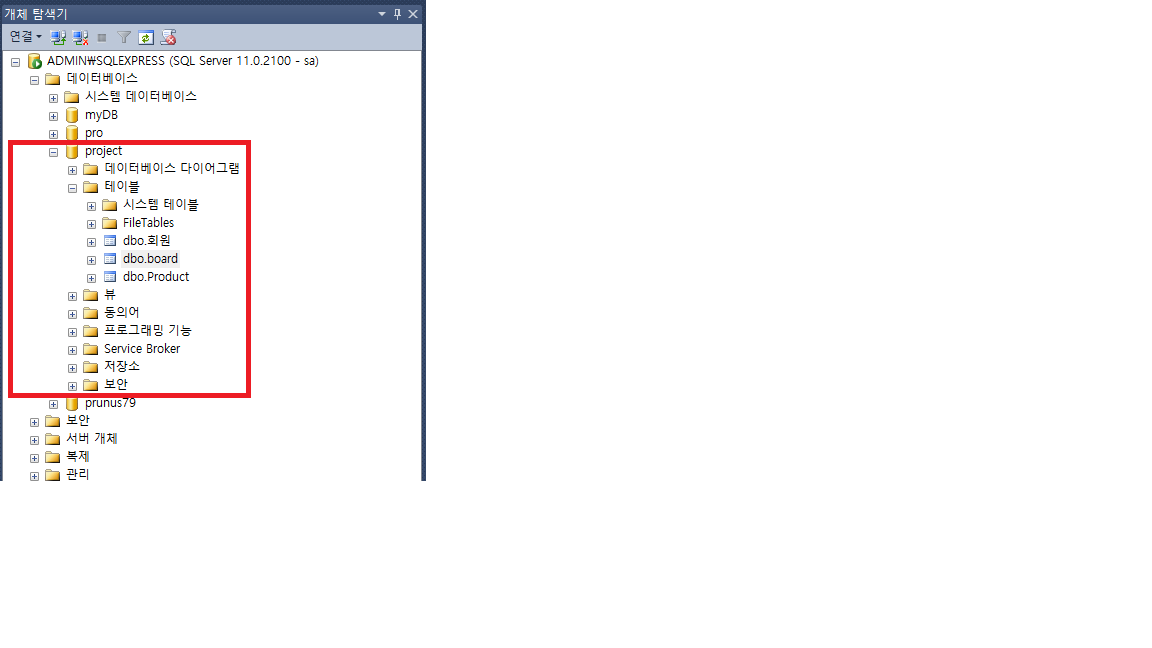 개체 탐색기
연결
ADMIN₩SQLEXPRESS (SQL Server 11.0.2100 - sa)
데이터베이스
시스템 데이터베이스
myDB
pro
project
데이터베이스 다이어그램
테이블
시스템 테이블
FileTables
dbo.회원
dbo.board
dbo.Product
뷰
동의어
프로그래밍 기능
Service Broker
저장소
보안
prunus79
보안
서버 개체
복제
관리